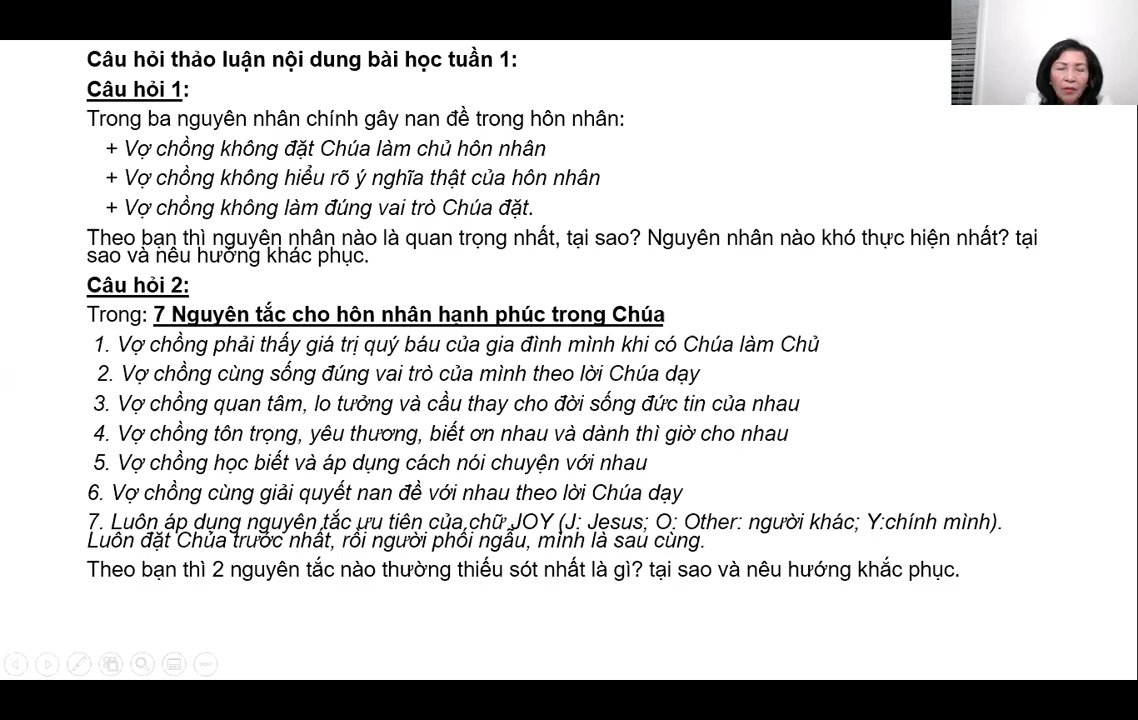 Câu hỏi thảo luận nội dung bài học tuần 1:
Câu hỏi 1:
Trong ba nguyên nhân chính gây nan đề trong hôn nhân:
+ Vợ chồng không đặt Chúa làm chủ hôn nhân
+ Vợ chồng không hiểu rõ ý nghĩa thật của hôn nhân
+ Vợ chồng không làm đúng vai trò Chúa đặt.
Theo bạn thì nguyên nhân nào là quan trọng nhất, tại sao? Nguyên nhân nào khó thực hiện nhất? tại
sao và nêu hướng khác phục.
Câu hỏi 2:
Trong: 7 Nguyên tắc cho hôn nhân hạnh phúc trong Chúa
1. Vợ chồng phải thấy giá trị quý báu của gia đình mình khi có Chúa làm Chủ
2. Vợ chồng cùng sống đúng vai trò của mình theo lời Chúa dạy
3. Vợ chồng quan tâm, lo tưởng và cầu thay cho đời sống đức tin của nhau
4. Vợ chồng tôn trọng, yêu thương, biết ơn nhau và dành thì giờ cho nhau
5. Vợ chồng học biết và áp dụng cách nói chuyện với nhau
6. Vợ chồng cùng giải quyết nan đề với nhau theo lời Chúa dạy
7. Luôn áp dụng nguyên tắc ưu tiên của chữ JOY (J: Jesus; O: Other: người khác; Y:chính mình).
Luôn đặt Chúa trước nhất, rồi người phối ngẫu, mình là sau cùng.
Theo bạn thì 2 nguyên tắc nào thường thiếu sót nhất là gì? tại sao và nêu hướng khắc phục.